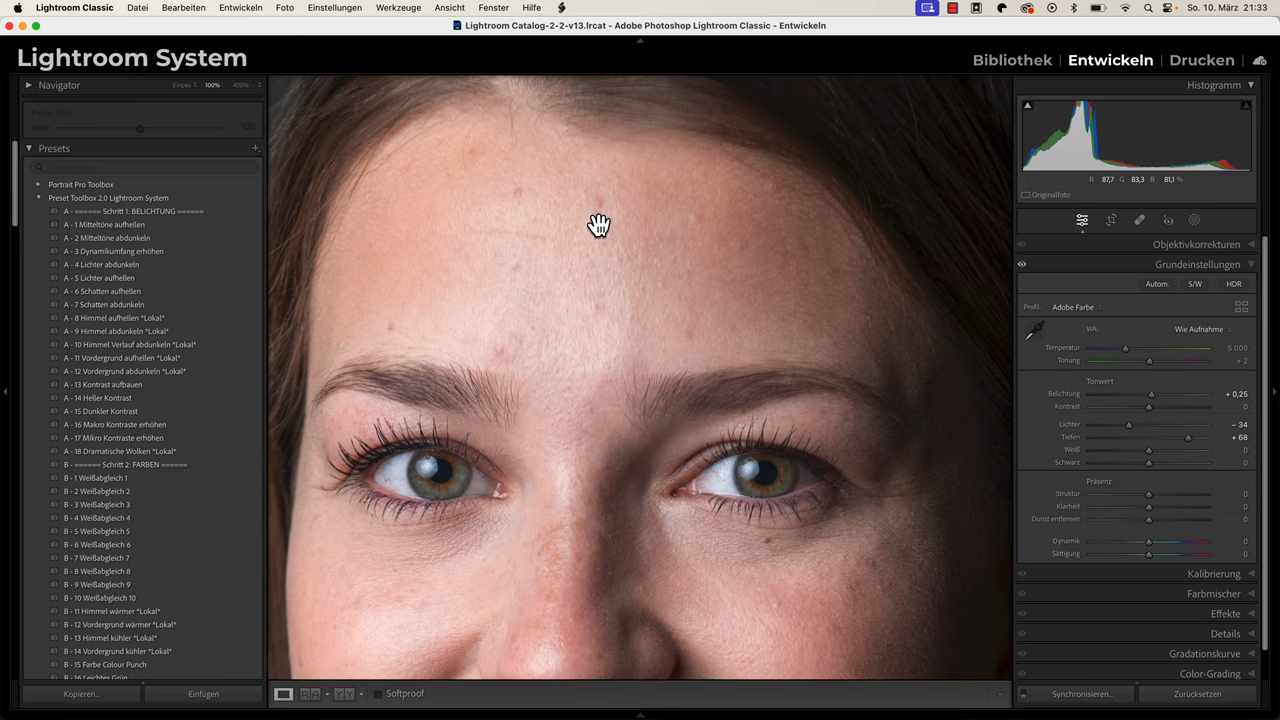 Lightroom Classic Datei Bearbeiten Entwickeln Foto Einstellungen Werkzeuge Ansicht Fenster Hilfe So. 10. März 21:33
Lightroom Catalog-2-2-v13.lrcat - Adobe Photoshop Lightroom Classic - Entwickeln
Lightroom System
Bibliothek Entwickeln Drucken
Navigator Einpas. 100% 400%
100
Presets
Portrait Pro Toolbox
Preset Toolbox 2.0 Lightroom System
A - ====== Schritt 1: BELICHTUNG ======
A - 1 Mitteltöne aufhellen
A - 2 Mitteltöne abdunkeln
A - 3 Dynamikumfang erhöhen
A - 4 Lichter abdunkeln
A - 5 Lichter aufhellen
A - 6 Schatten aufhellen
A - 7 Schatten abdunkeln
A - 8 Himmel aufhellen *Lokal*
A - 9 Himmel abdunkeln *Lokal*
A - 10 Himmel Verlauf abdunkeln *Lokal*
A - 11 Vordergrund aufhellen *Lokal*
A - 12 Vordergrund abdunkeln *Lokal*
A - 13 Kontrast aufbauen
A - 14 Heller Kontrast
A - 15 Dunkler Kontrast
A - 16 Makro Kontraste erhöhen
A - 17 Mikro Kontraste erhöhen
A - 18 Dramatische Wolken *Lokal*
B - ====== Schritt 2: FARBEN ======
B - 1 Weißabgleich 1
B - 2 Weißabgleich 2
B - 3 Weißabgleich 3
B - 4 Weißabgleich 4
B - 5 Weißabgleich 5
B - 6 Weißabgleich 6
B - 7 Weißabgleich 7
B - 8 Weißabgleich 8
B - 9 Weißabgleich 9
B - 10 Weißabgleich 10
B - 11 Himmel wärmer *Lokal*
B - 12 Vordergrund wärmer *Lokal*
B - 13 Himmel kühler *Lokal*
B - 14 Vordergrund kühler *Lokal*
B - 15 Farbe Colour Punch
B - 16 Leichtes Grün
Kopieren... Einfügen
Softproof
Histogramm
R 87,7 G 83,3 B 81,1 %
Originalfoto
Objektivkorrekturen
Grundeinstellungen
Autom. S/W HDR
Profil: Adobe Farbe
WA: Wie Aufnahme
Temperatur 5.000
Tonung + 2
Tonwert
Belichtung + 0,25
Kontrast 0
Lichter - 34
Tiefen + 68
Weiß 0
Schwarz 0
Präsenz
Struktur 0
Klarheit 0
Dunst entfernen 0
Dynamik 0
Sättigung 0
Kalibrierung
Farbmischer
Effekte
Details
Gradationskurve
Color-Grading
Synchronisieren... Zurücksetzen